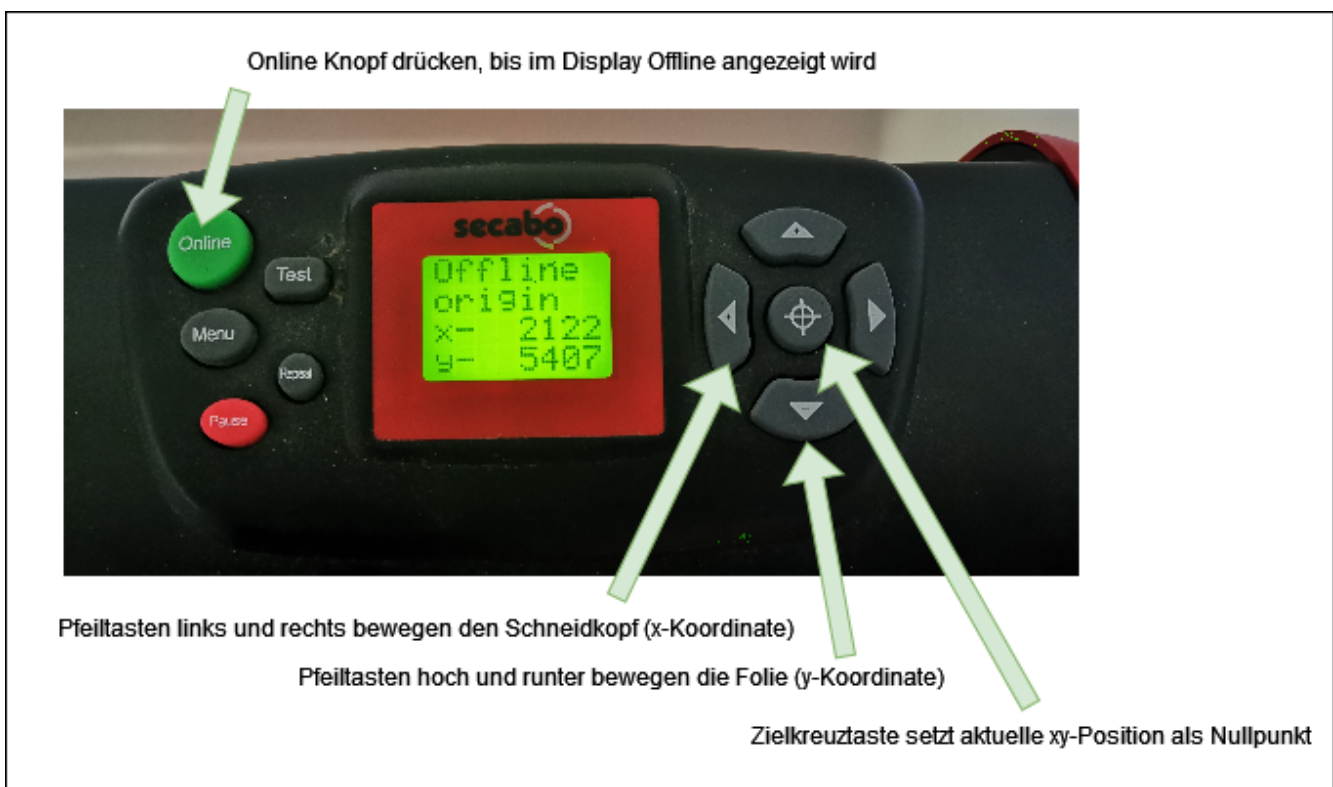 Online Knopf drücken, bis im Display Offline angezeigt wird
Online
Test
Menu
Repeat
Pause
secabo
Offline
origin
x- 2122
y- 5407
+
-
Pfeiltasten links und rechts bewegen den Schneidkopf (x-Koordinate)
Pfeiltasten hoch und runter bewegen die Folie (y-Koordinate)
Zielkreuztaste setzt aktuelle xy-Position als Nullpunkt